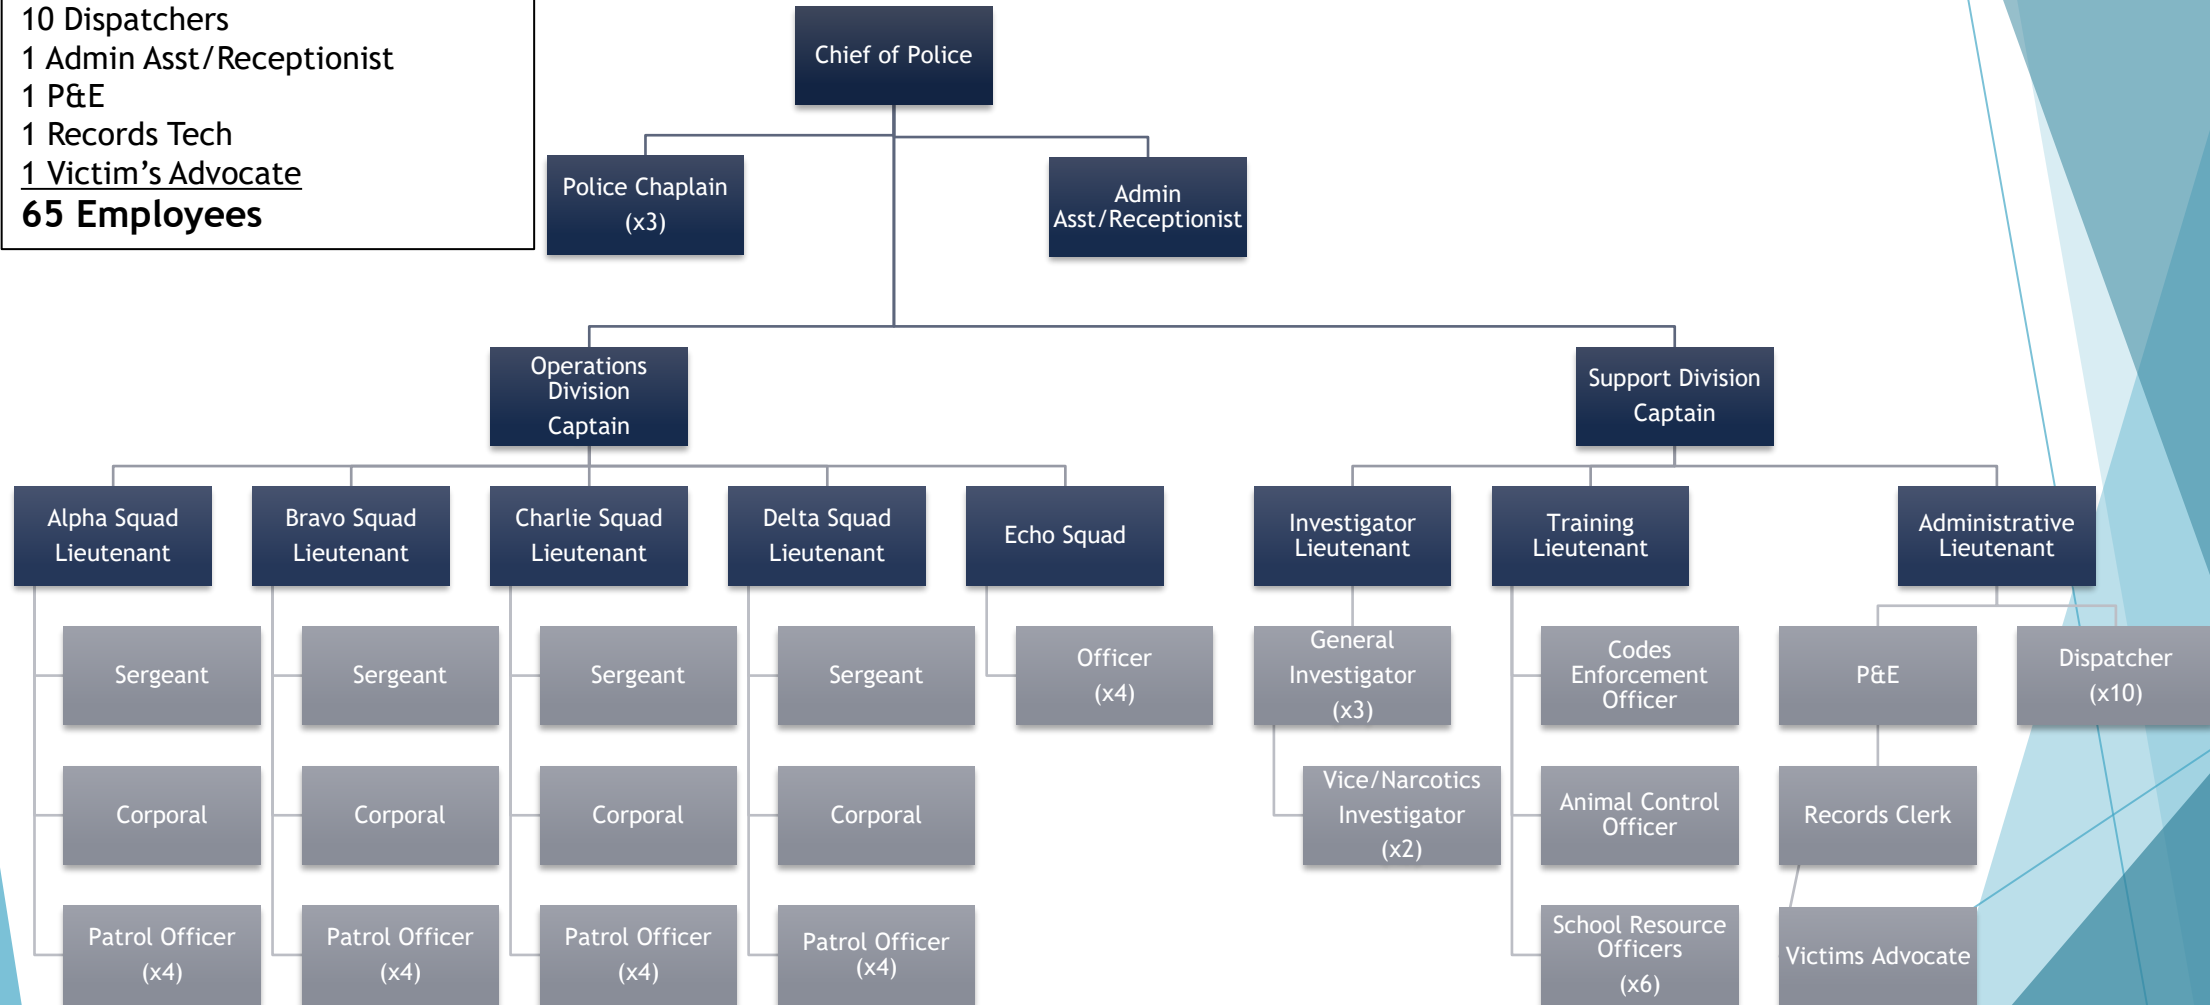 10 Dispatchers
1 Admin Asst/Receptionist
1 P&E
1 Records Tech
1 Victim's Advocate
65 Employees
Chief of Police
Police Chaplain
(x3)
Admin
Asst/Receptionist
Operations
Division
Captain
Support Division
Captain
Alpha Squad
Lieutenant
Bravo Squad
Lieutenant
Charlie Squad
Lieutenant
Delta Squad
Lieutenant
Echo Squad
Investigator
Lieutenant
Training
Lieutenant
Administrative
Lieutenant
Sergeant
Sergeant
Sergeant
Sergeant
Officer
(x4)
General
Investigator
(x3)
Codes
Enforcement
Officer
P&E
Dispatcher
(x10)
Corporal
Corporal
Corporal
Corporal
Vice/Narcotics
Investigator
(x2)
Animal Control
Officer
Records Clerk
Patrol Officer
(x4)
Patrol Officer
(x4)
Patrol Officer
(x4)
Patrol Officer
(x4)
School Resource
Officers
(x6)
Victims Advocate